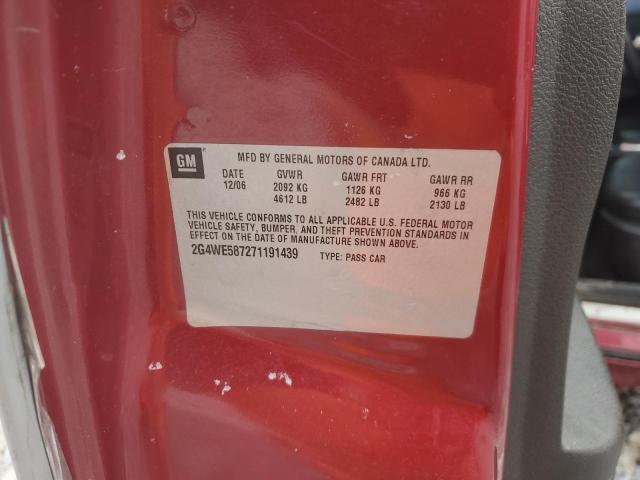 GM MFD BY GENERAL MOTORS OF CANADA LTD.
DATE GVWR GAWR FRT GAWR RR
12/06 2092 KG 1126 KG 966 KG
4612 LB 2482 LB 2130 LB
THIS VEHICLE CONFORMS TO ALL APPLICABLE U.S. FEDERAL MOTOR
VEHICLE SAFETY, BUMPER, AND THEFT PREVENTION STANDARDS IN
EFFECT ON THE DATE OF MANUFACTURE SHOWN ABOVE.
2G4WE587271191439 TYPE: PASS CAR